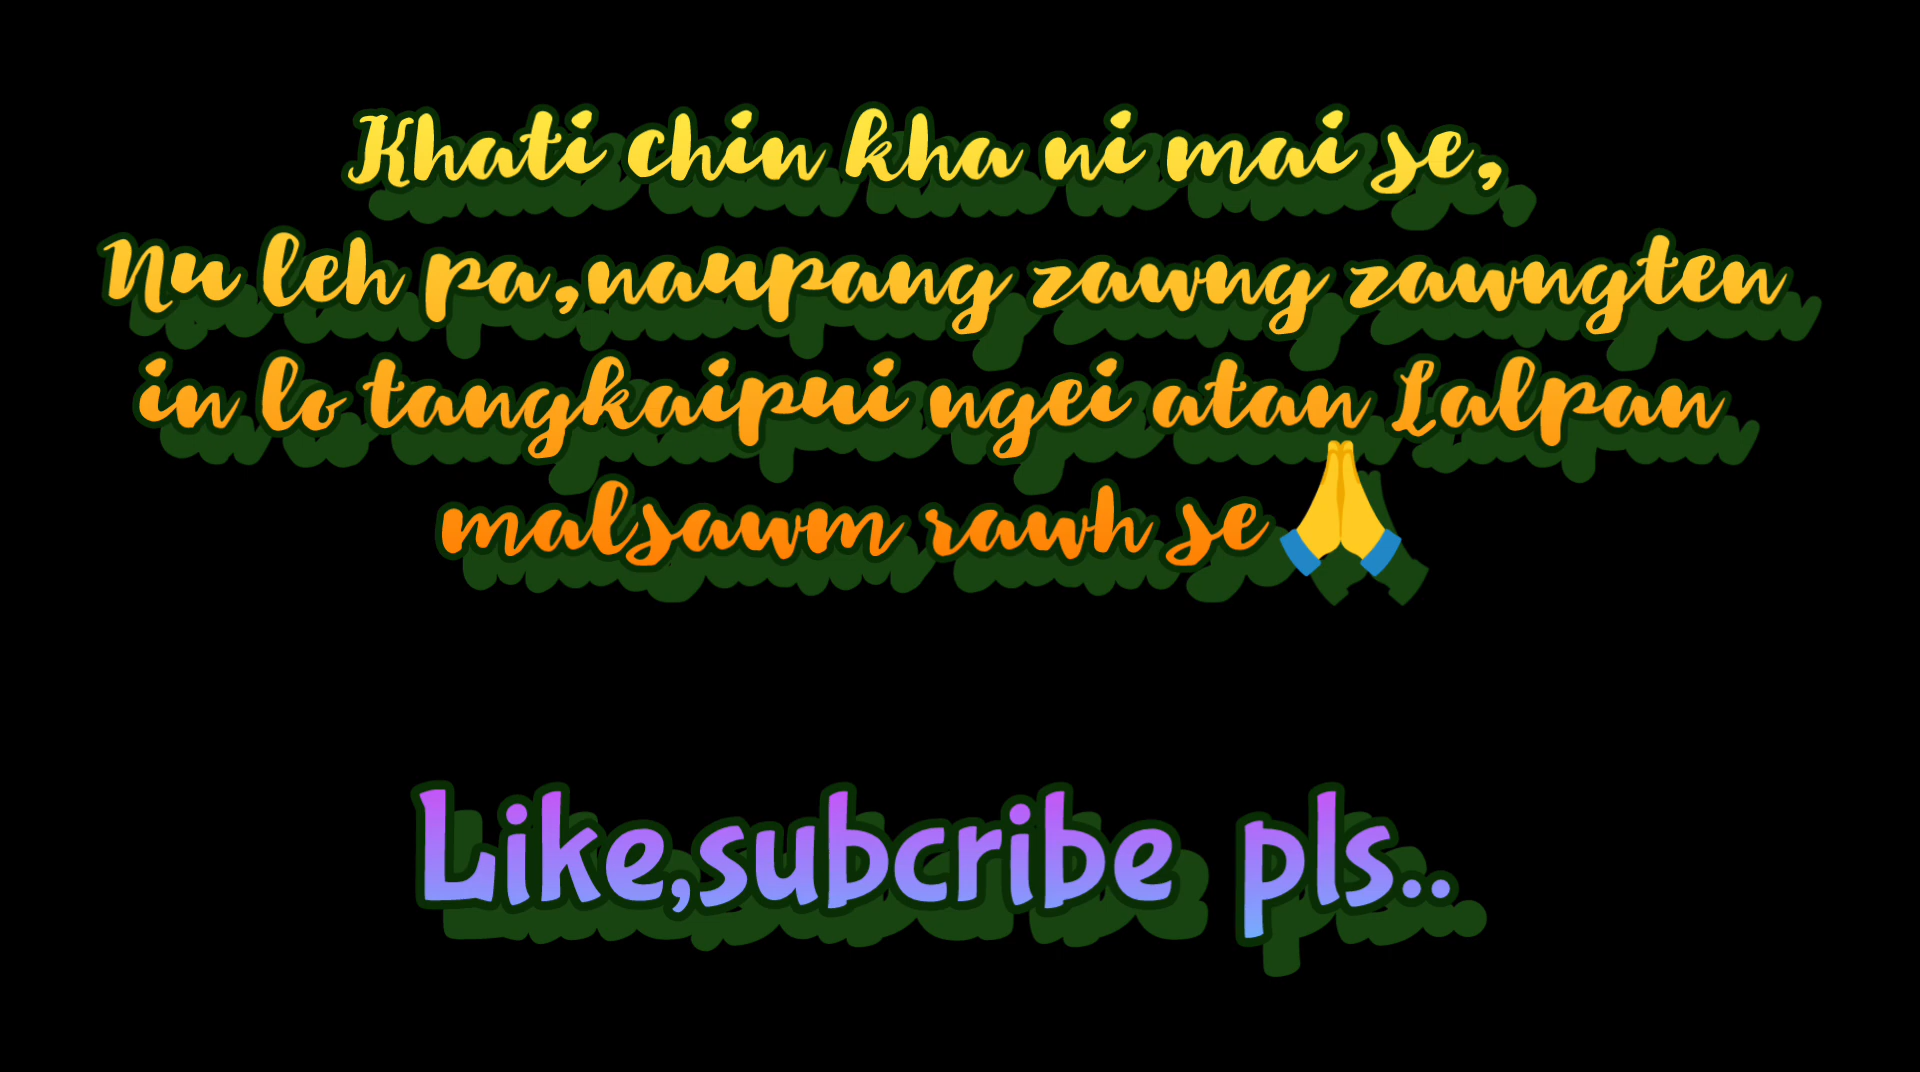 Khati chin kha ni mai se,
Nu leh pa,naupang zawng zawngten
in lo tangkaipui ngei atan Lalpan
malsawm rawh se🙏
Like,subcribe pls..